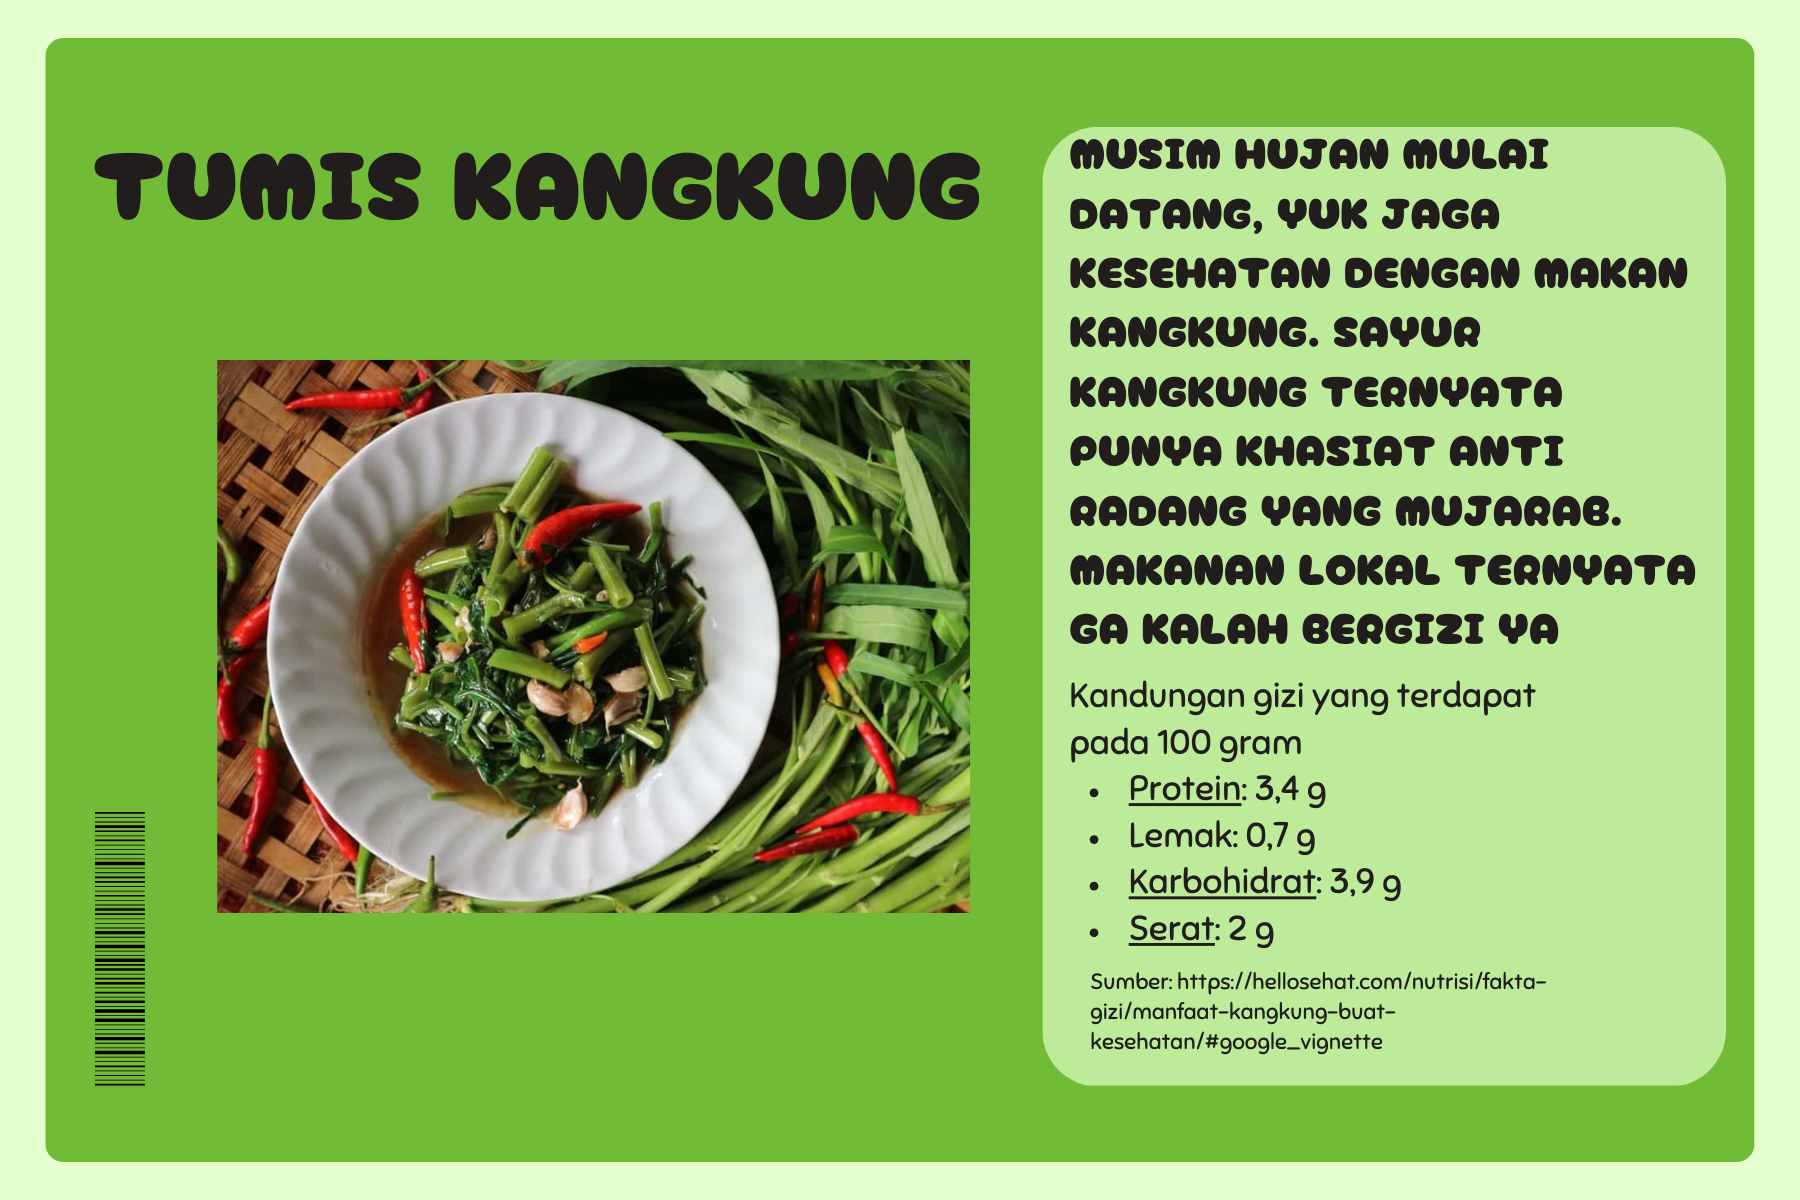 TUMIS KANGKUNG
MUSIM HUJAN MULAI
DATANG, YUK JAGA
KESEHATAN DENGAN MAKAN
KANGKUNG. SAYUR
KANGKUNG TERNYATA
PUNYA KHASIAT ANTI
RADANG YANG MUJARAB.
MAKANAN LOKAL TERNYATA
GA KALAH BERGIZI YA
Kandungan gizi yang terdapat
pada 100 gram
• Protein: 3,4 g
• Lemak: 0,7 g
• Karbohidrat: 3,9 g
• Serat: 2 g
Sumber: https://hellosehat.com/nutrisi/fakta-
gizi/manfaat-kangkung-buat-
kesehatan/#google_vignette